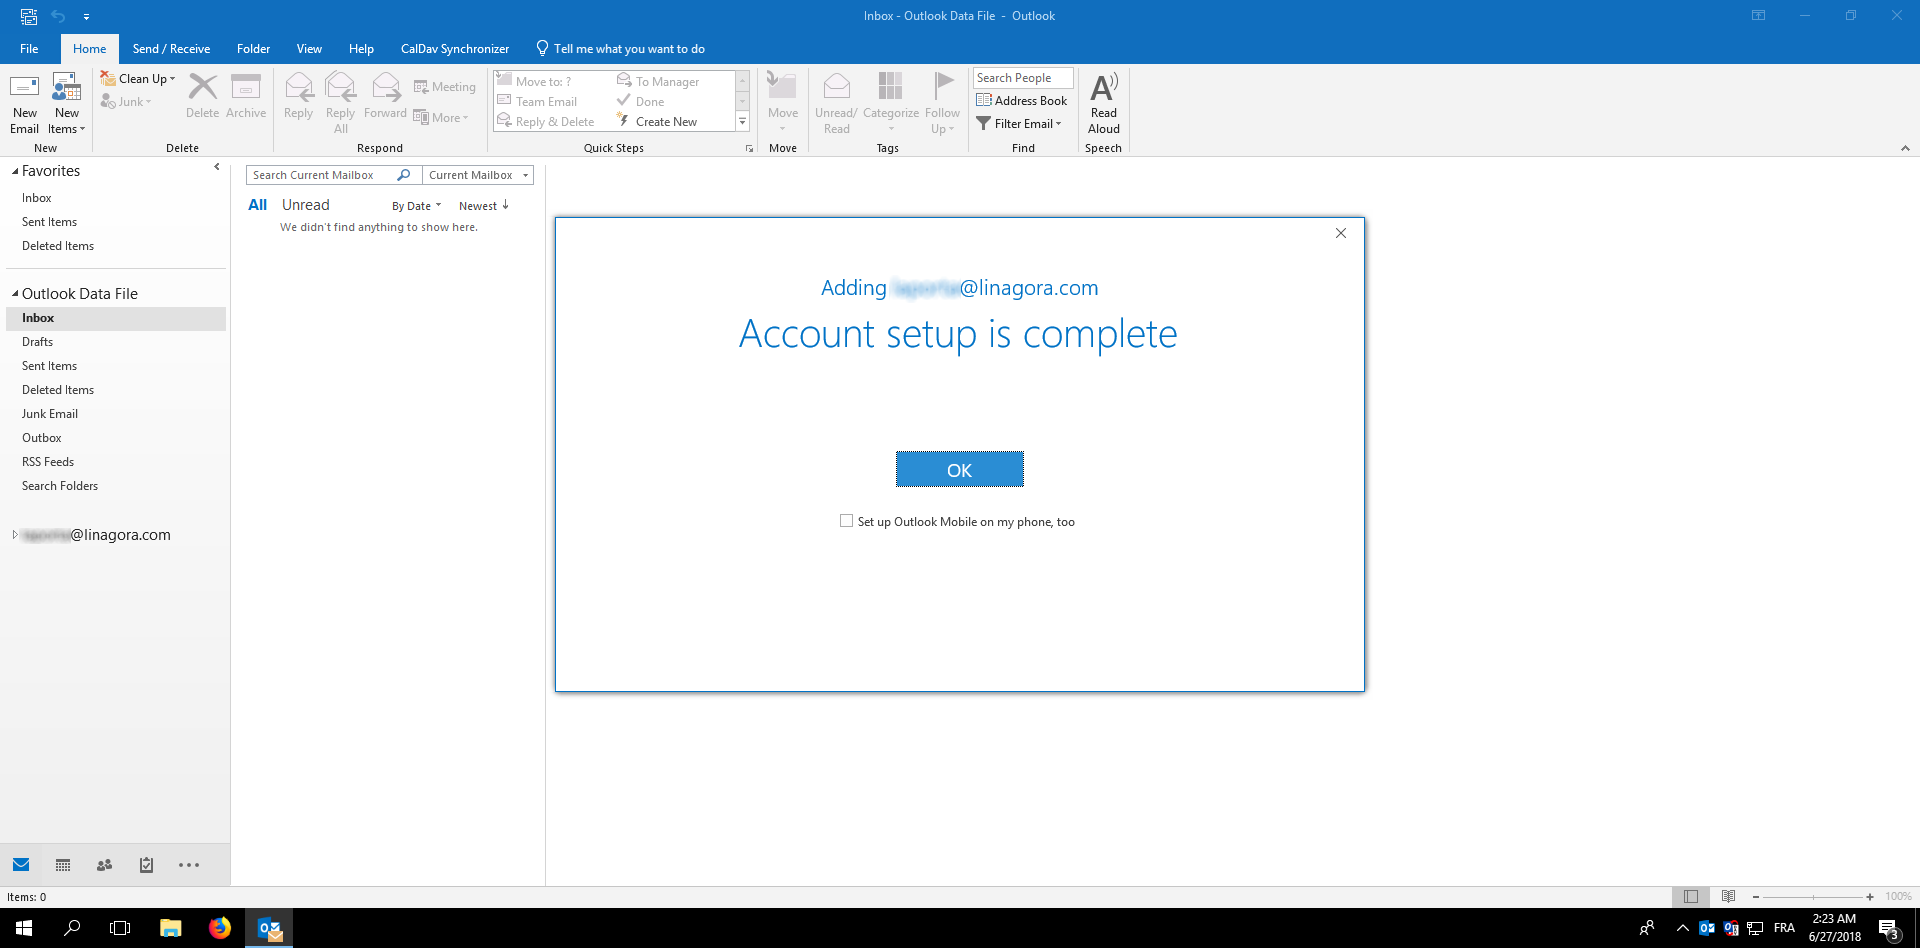 Inbox - Outlook Data File - Outlook
File Home Send / Receive Folder View Help CalDav Synchronizer Tell me what you want to do
New Email
New Items
New
Clean Up
Junk
Delete
Archive
Delete
Reply
Reply All
Forward
Meeting
More
Respond
Move to: ?
To Manager
Team Email
Done
Reply & Delete
Create New
Quick Steps
Move
Move
Unread/ Read
Categorize
Follow Up
Tags
Search People
Address Book
Filter Email
Find
Read Aloud
Speech
Favorites
Inbox
Sent Items
Deleted Items
Outlook Data File
Inbox
Drafts
Sent Items
Deleted Items
Junk Email
Outbox
RSS Feeds
Search Folders
@linagora.com
Search Current Mailbox
Current Mailbox
All Unread By Date Newest
We didn't find anything to show here.
Adding @linagora.com
Account setup is complete
OK
Set up Outlook Mobile on my phone, too
Items: 0
100%
FRA
2:23 AM
6/27/2018
3